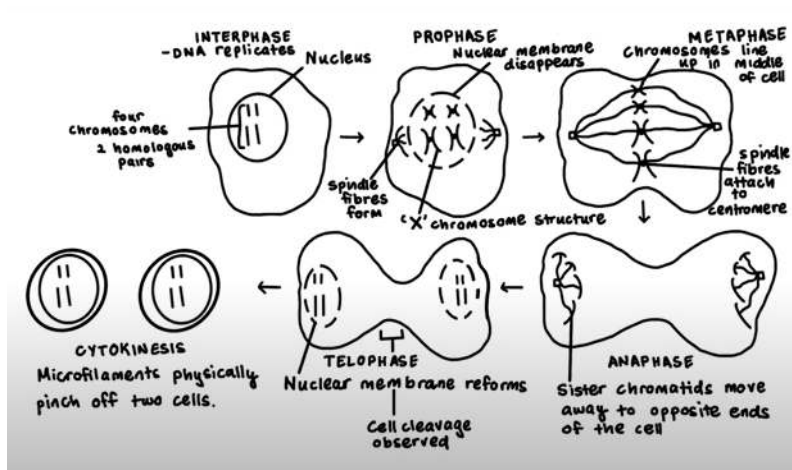 INTERPHASE
-DNA REPLICATES
Nucleus
four
chromosomes
2 homologous
pairs
PROPHASE
Nuclear membrane
disappears
spindle
fibres
form
'X' chromosome structure
METAPHASE
Chromosomes line
up in middle
of cell
spindle
fibres
attach
to
centromere
ANAPHASE
Sister chromatids move
away to opposite ends
of the cell
TELOPHASE
Nuclear membrane reforms
Cell cleavage
observed
CYTOKINESIS
Microfilaments physically
pinch off two cells.